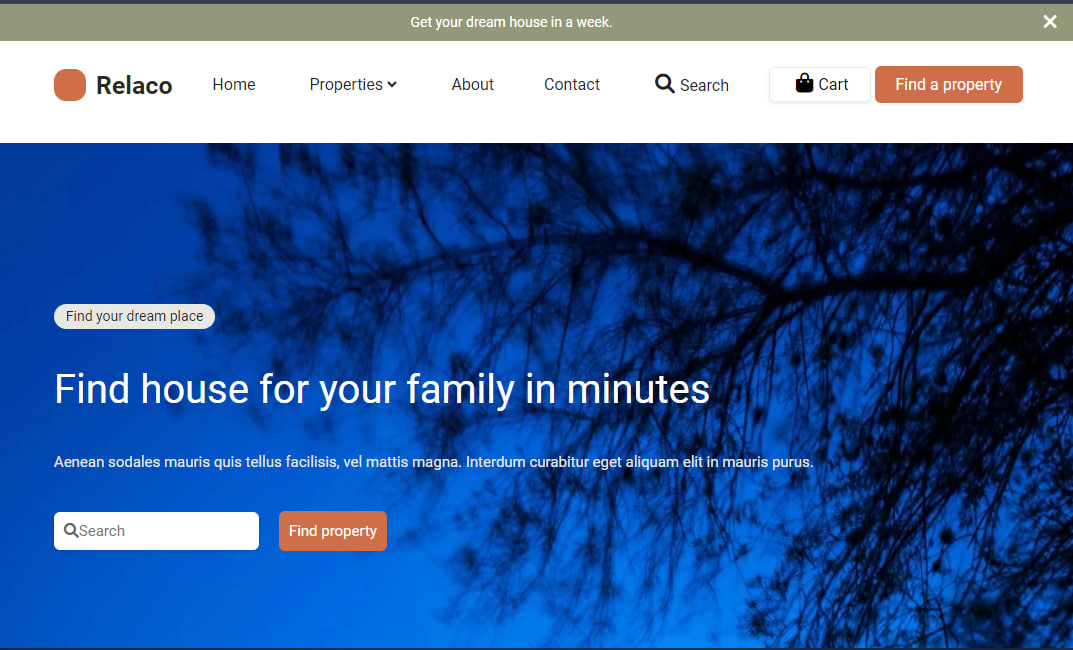 Get your dream house in a week.
Relaco
Home
Properties
About
Contact
Search
Cart
Find a property
Find your dream place
Find house for your family in minutes
Aenean sodales mauris quis tellus facilisis, vel mattis magna. Interdum curabitur eget aliquam elit in mauris purus.
Search
Find property